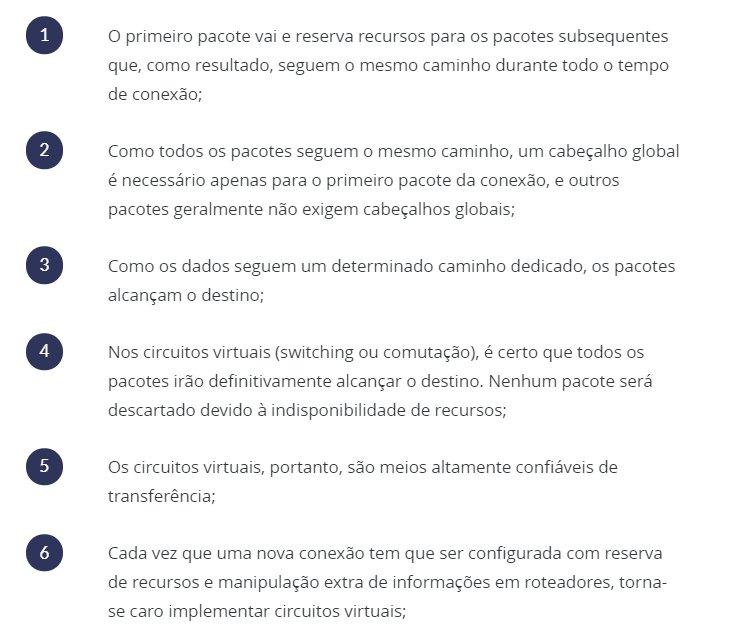 1
O primeiro pacote vai e reserva recursos para os pacotes subsequentes
que, como resultado, seguem o mesmo caminho durante todo o tempo
de conexão;
2
Como todos os pacotes seguem o mesmo caminho, um cabeçalho global
é necessário apenas para o primeiro pacote da conexão, e outros
pacotes geralmente não exigem cabeçalhos globais;
3
Como os dados seguem um determinado caminho dedicado, os pacotes
alcançam o destino;
4
Nos circuitos virtuais (switching ou comutação), é certo que todos os
pacotes irão definitivamente alcançar o destino. Nenhum pacote será
descartado devido à indisponibilidade de recursos;
5
Os circuitos virtuais, portanto, são meios altamente confiáveis de
transferência;
6
Cada vez que uma nova conexão tem que ser configurada com reserva
de recursos e manipulação extra de informações em roteadores, torna-
se caro implementar circuitos virtuais;